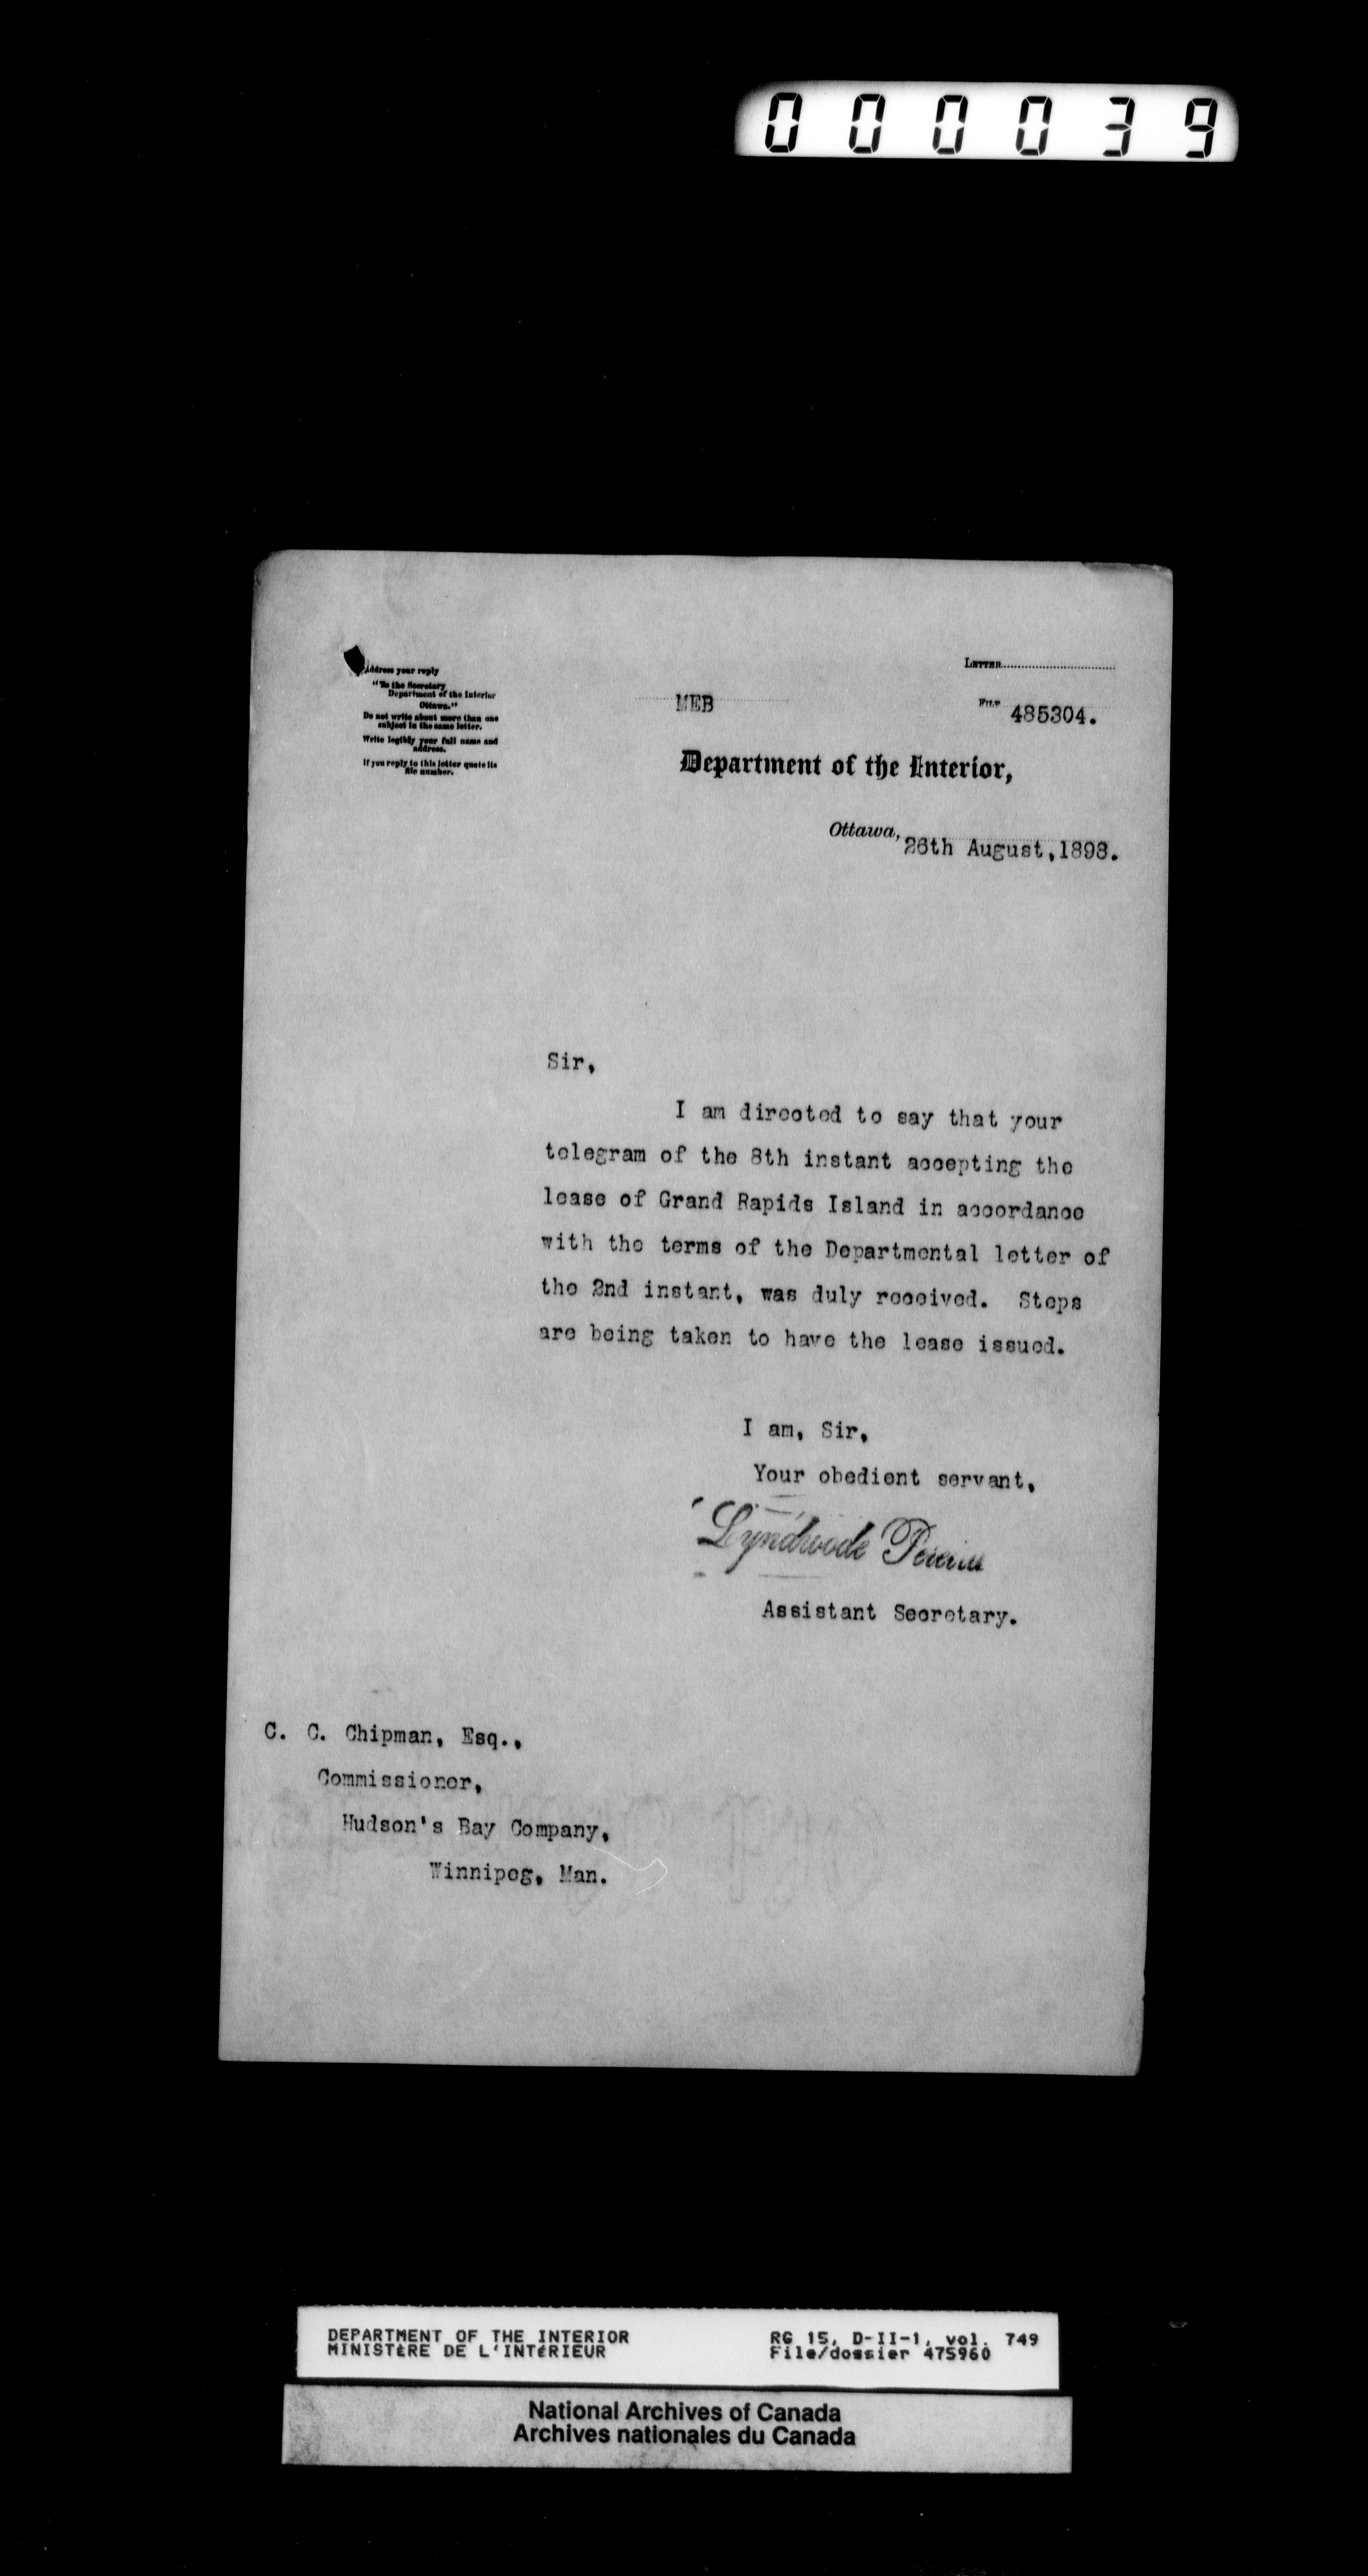 000039
Address your reply
"To the Secretary
Department of the Interior
Ottawa."
Do not write about more than one
subject in the same letter.
Write legibly your full name and
address.
If you reply to this letter quote its
file number.
LETTER
MEB
FILE 485304.
Department of the Interior,
Ottawa, 26th August, 1898.
Sir,
I am directed to say that your
telegram of the 8th instant accepting the
lease of Grand Rapids Island in accordance
with the terms of the Departmental letter of
the 2nd instant, was duly received. Steps
are being taken to have the lease issued.
I am, Sir,
Your obedient servant,
Lyndwode Pereira
Assistant Secretary.
C. C. Chipman, Esq.,
Commissioner,
Hudson's Bay Company,
Winnipeg, Man.
DEPARTMENT OF THE INTERIOR
MINISTÈRE DE L'INTÉRIEUR
RG 15, D-II-1, vol. 749
File/dossier 475960
National Archives of Canada
Archives nationales du Canada